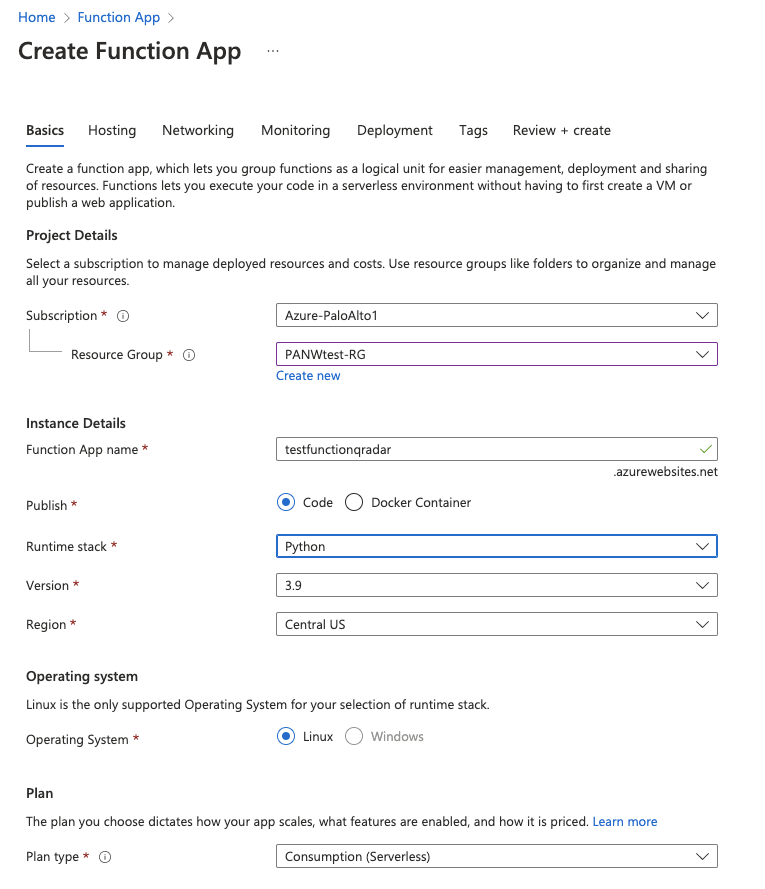 Home > Function App >
Create Function App ...
Basics Hosting Networking Monitoring Deployment Tags Review + create
Create a function app, which lets you group functions as a logical unit for easier management, deployment and sharing
of resources. Functions lets you execute your code in a serverless environment without having to first create a VM or
publish a web application.
Project Details
Select a subscription to manage deployed resources and costs. Use resource groups like folders to organize and manage
all your resources.
Subscription * Azure-PaloAlto1
Resource Group * PANWtest-RG
Create new
Instance Details
Function App name * testfunctionqradar
.azurewebsites.net
Publish * Code Docker Container
Runtime stack * Python
Version * 3.9
Region * Central US
Operating system
Linux is the only supported Operating System for your selection of runtime stack.
Operating System * Linux Windows
Plan
The plan you choose dictates how your app scales, what features are enabled, and how it is priced. Learn more
Plan type * Consumption (Serverless)